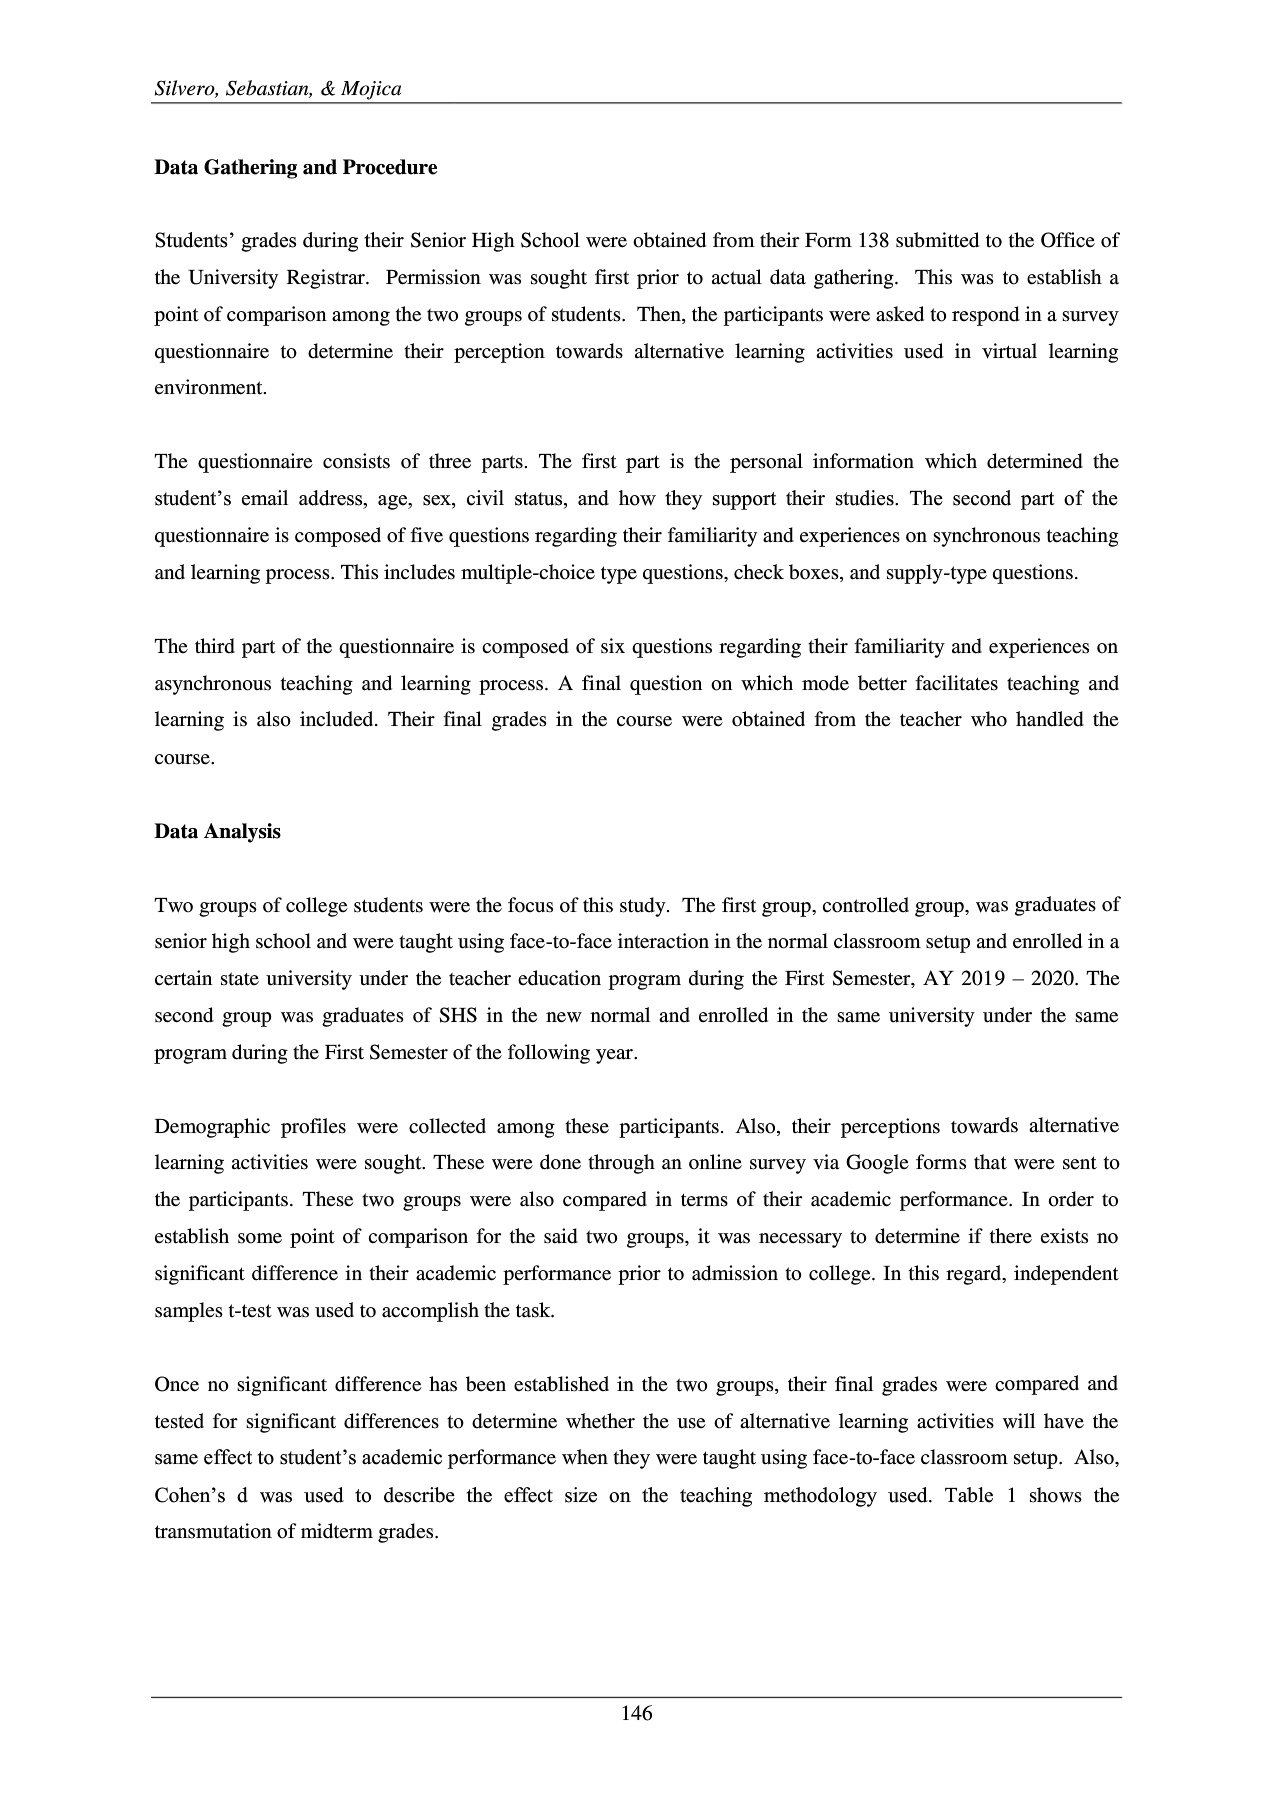 Silvero, Sebastian, & Mojica
Data Gathering and Procedure
Students’ grades during their Senior High School were obtained from their Form 138 submitted to the Office of
the University Registrar. Permission was sought first prior to actual data gathering. This was to establish a
point of comparison among the two groups of students. Then, the participants were asked to respond in a survey
questionnaire to determine their perception towards alternative learning activities used in virtual learning
environment.
The questionnaire consists of three parts. The first part is the personal information which determined the
student’s email address, age, sex, civil status, and how they support their studies. The second part of the
questionnaire is composed of five questions regarding their familiarity and experiences on synchronous teaching
and learning process. This includes multiple-choice type questions, check boxes, and supply-type questions.
The third part of the questionnaire is composed of six questions regarding their familiarity and experiences on
asynchronous teaching and learning process. A final question on which mode better facilitates teaching and
learning is also included. Their final grades in the course were obtained from the teacher who handled the
course.
Data Analysis
Two groups of college students were the focus of this study. The first group, controlled group, was graduates of
senior high school and were taught using face-to-face interaction in the normal classroom setup and enrolled in a
certain state university under the teacher education program during the First Semester, AY 2019 – 2020. The
second group was graduates of SHS in the new normal and enrolled in the same university under the same
program during the First Semester of the following year.
Demographic profiles were collected among these participants. Also, their perceptions towards alternative
learning activities were sought. These were done through an online survey via Google forms that were sent to
the participants. These two groups were also compared in terms of their academic performance. In order to
establish some point of comparison for the said two groups, it was necessary to determine if there exists no
significant difference in their academic performance prior to admission to college. In this regard, independent
samples t-test was used to accomplish the task.
Once no significant difference has been established in the two groups, their final grades were compared and
tested for significant differences to determine whether the use of alternative learning activities will have the
same effect to student’s academic performance when they were taught using face-to-face classroom setup. Also,
Cohen’s d was used to describe the effect size on the teaching methodology used. Table 1 shows the
transmutation of midterm grades.
146